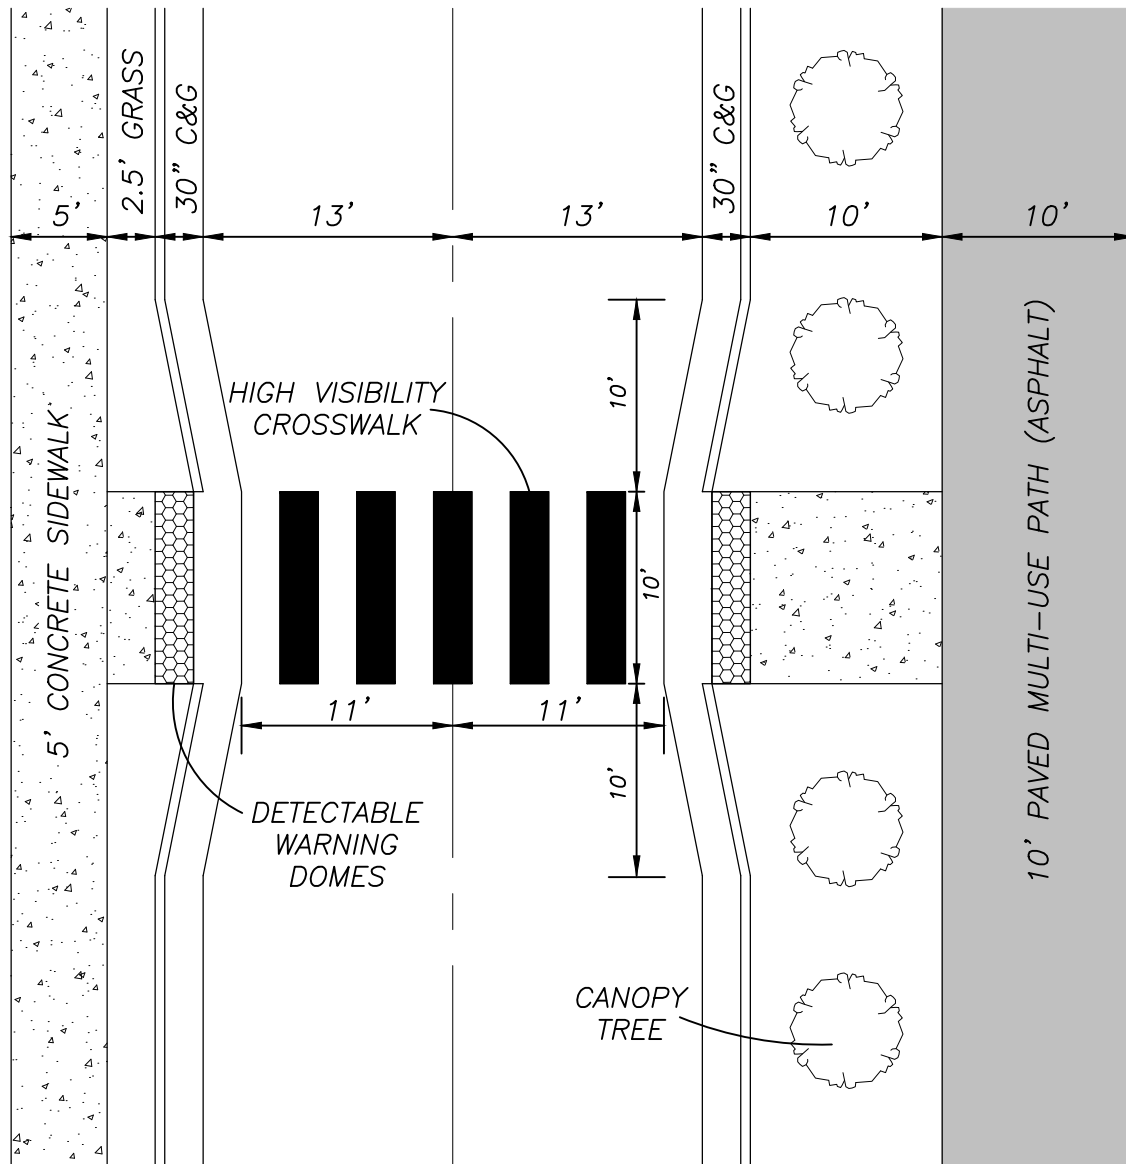 2.5' GRASS
30" C&G
30" C&G
5'
13'
13'
10'
10'
HIGH VISIBILITY
CROSSWALK
10'
10'
10'
11'
11'
5' CONCRETE SIDEWALK
10' PAVED MULTI-USE PATH (ASPHALT)
DETECTABLE
WARNING
DOMES
CANOPY
TREE